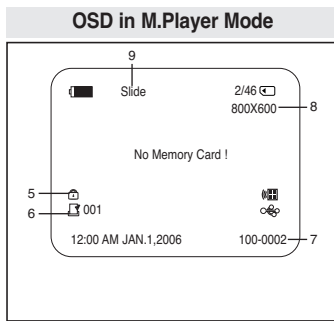 OSD in M.Player Mode
9
Slide 2/46
800X600 8
No Memory Card !
5
6 001
12:00 AM JAN.1,2006 100-0002 7